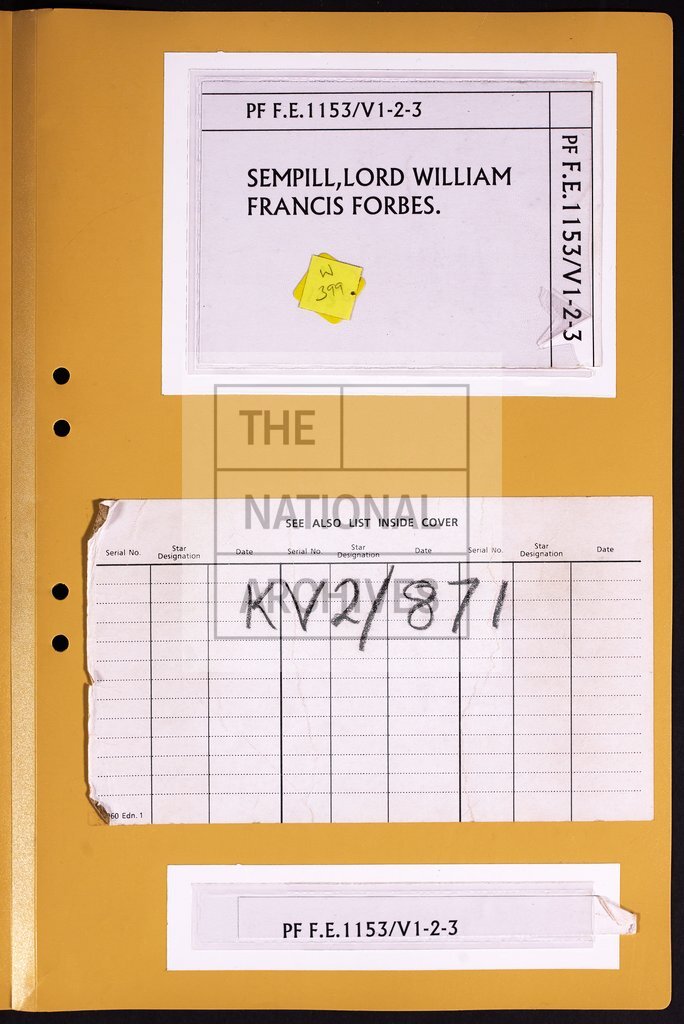 PF F.E.1153/V1-2-3
PF F.E.1153/V1-2-3
SEMPILL,LORD WILLIAM
FRANCIS FORBES.
W
399
THE
NATIONAL
ARCHIVES
SEE ALSO LIST INSIDE COVER
Serial No. Star Designation Date Serial No. Star Designation Date Serial No. Star Designation Date
KV2/871
60 Edn. 1
PF F.E.1153/V1-2-3